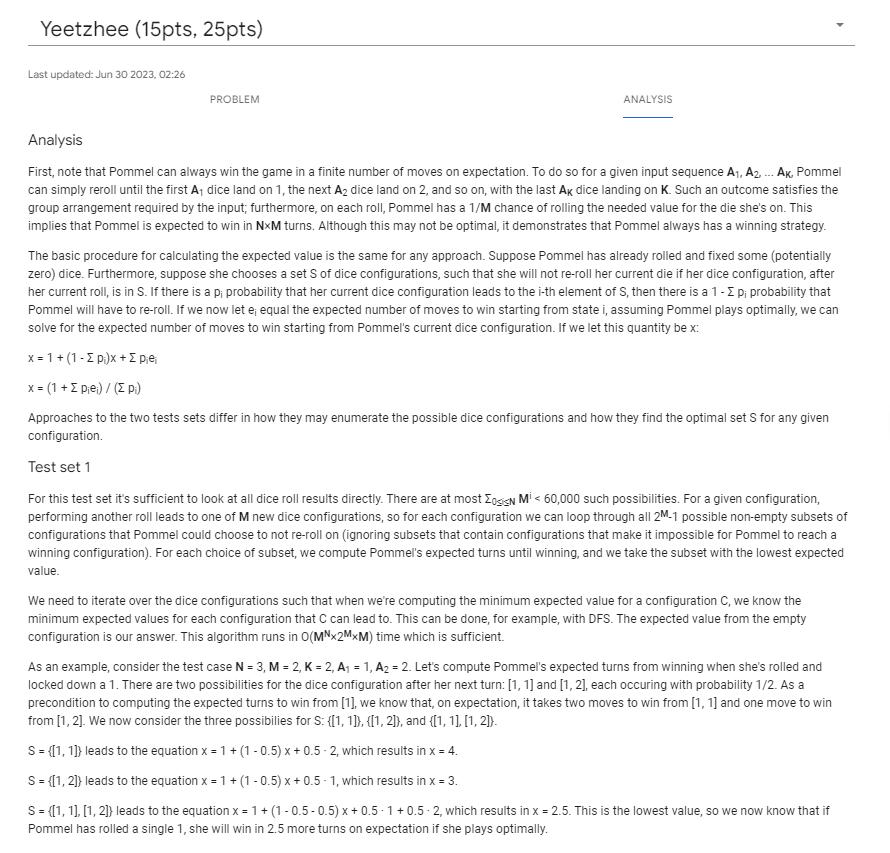 Yeetzhee (15pts, 25pts)
Last updated: Jun 30 2023, 02:26
PROBLEM
ANALYSIS
Analysis
First, note that Pommel can always win the game in a finite number of moves on expectation. To do so for a given input sequence A₁, A₂, ... Aₖ, Pommel
can simply reroll until the first A₁ dice land on 1, the next A₂ dice land on 2, and so on, with the last Aₖ dice landing on K. Such an outcome satisfies the
group arrangement required by the input; furthermore, on each roll, Pommel has a 1/M chance of rolling the needed value for the die she's on. This
implies that Pommel is expected to win in N×M turns. Although this may not be optimal, it demonstrates that Pommel always has a winning strategy.
The basic procedure for calculating the expected value is the same for any approach. Suppose Pommel has already rolled and fixed some (potentially
zero) dice. Furthermore, suppose she chooses a set S of dice configurations, such that she will not re-roll her current die if her dice configuration, after
her current roll, is in S. If there is a pᵢ probability that her current dice configuration leads to the i-th element of S, then there is a 1 - Σ pᵢ probability that
Pommel will have to re-roll. If we now let eᵢ equal the expected number of moves to win starting from state i, assuming Pommel plays optimally, we can
solve for the expected number of moves to win starting from Pommel's current dice configuration. If we let this quantity be x:
x = 1 + (1 - Σ pᵢ)x + Σ pᵢeᵢ
x = (1 + Σ pᵢeᵢ) / (Σ pᵢ)
Approaches to the two tests sets differ in how they may enumerate the possible dice configurations and how they find the optimal set S for any given
configuration.
Test set 1
For this test set it's sufficient to look at all dice roll results directly. There are at most Σ₀≤ᵢ≤N Mⁱ < 60,000 such possibilities. For a given configuration,
performing another roll leads to one of M new dice configurations, so for each configuration we can loop through all 2ᴹ-1 possible non-empty subsets of
configurations that Pommel could choose to not re-roll on (ignoring subsets that contain configurations that make it impossible for Pommel to reach a
winning configuration). For each choice of subset, we compute Pommel's expected turns until winning, and we take the subset with the lowest expected
value.
We need to iterate over the dice configurations such that when we're computing the minimum expected value for a configuration C, we know the
minimum expected values for each configuration that C can lead to. This can be done, for example, with DFS. The expected value from the empty
configuration is our answer. This algorithm runs in O(Mᴺ×2ᴹ×M) time which is sufficient.
As an example, consider the test case N = 3, M = 2, K = 2, A₁ = 1, A₂ = 2. Let's compute Pommel's expected turns from winning when she's rolled and
locked down a 1. There are two possibilities for the dice configuration after her next turn: [1, 1] and [1, 2], each occuring with probability 1/2. As a
precondition to computing the expected turns to win from [1], we know that, on expectation, it takes two moves to win from [1, 1] and one move to win
from [1, 2]. We now consider the three possibilies for S: {[1, 1]}, {[1, 2]}, and {[1, 1], [1, 2]}.
S = {[1, 1]} leads to the equation x = 1 + (1 - 0.5) x + 0.5 · 2, which results in x = 4.
S = {[1, 2]} leads to the equation x = 1 + (1 - 0.5) x + 0.5 · 1, which results in x = 3.
S = {[1, 1], [1, 2]} leads to the equation x = 1 + (1 - 0.5 - 0.5) x + 0.5 · 1 + 0.5 · 2, which results in x = 2.5. This is the lowest value, so we now know that if
Pommel has rolled a single 1, she will win in 2.5 more turns on expectation if she plays optimally.